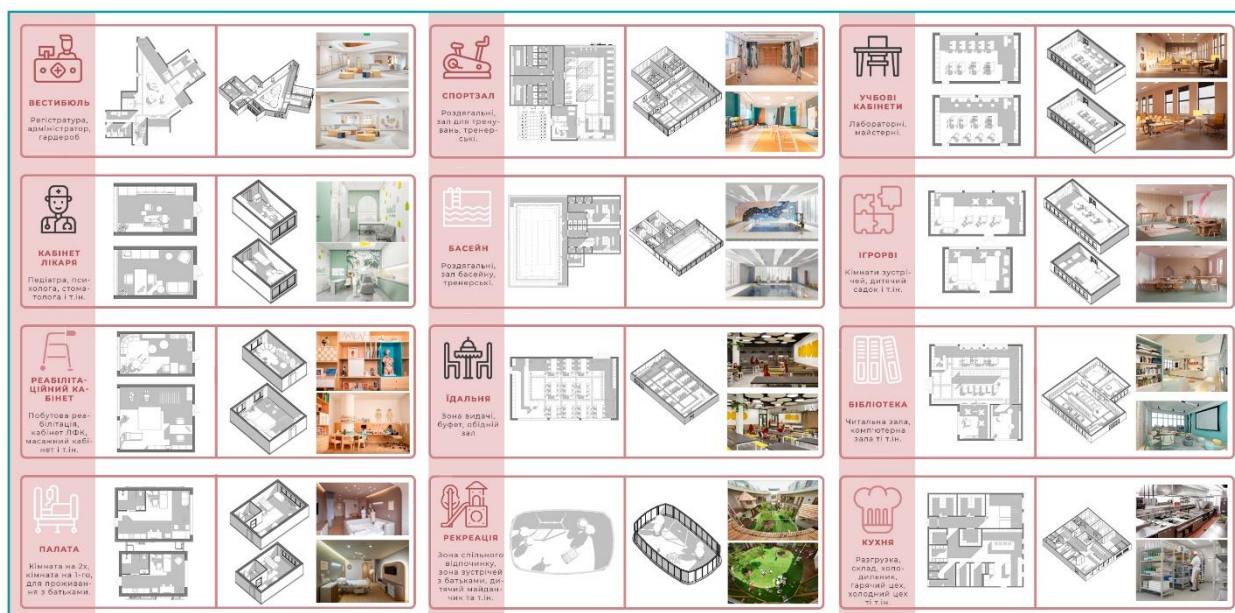 ВЕСТИБЮЛЬ
Регістратура,
адміністратор,
гардероб
КАБІНЕТ
ЛІКАРЯ
Педіатра, пси-
холога, стома-
толога і т.ін.
РЕАБІЛІТА-
ЦІЙНИЙ КА-
БІНЕТ
Побутова реа-
білітація,
кабінет ЛФК,
масажний кабі-
нет і т.ін.
ПАЛАТА
Кімната на 2х,
кімната на 1-го,
для проживан-
ня з батьками.
СПОРТЗАЛ
Роздягальні,
зал для трену-
вань, тренер-
ські.
БАСЕЙН
Роздягальні,
зал басейну,
тренерські.
ЇДАЛЬНЯ
Зона видачі,
буфет, обідній
зал
РЕКРЕАЦІЯ
Зона спільного
відпочинку,
зона зустрічей
з батьками, ди-
тячий майдан-
чик та т.ін.
УЧБОВІ
КАБІНЕТИ
Лабораторні,
майстерні.
ІГРОРВІ
Кімнати зустрі-
чей, дитячий
садок і т.ін.
БІБЛІОТЕКА
Читальна зала,
комп'ютерна
зала ті т.ін.
КУХНЯ
Разгрузка,
склад, холо-
дильник,
гарячий цех,
холодний цех
ті т.ін.